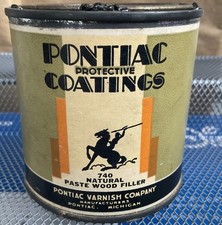 PONTIAC
PROTECTIVE
COATINGS
740
NATURAL
PASTE WOOD FILLER
PONTIAC VARNISH COMPANY
MANUFACTURERS
PONTIAC, MICHIGAN